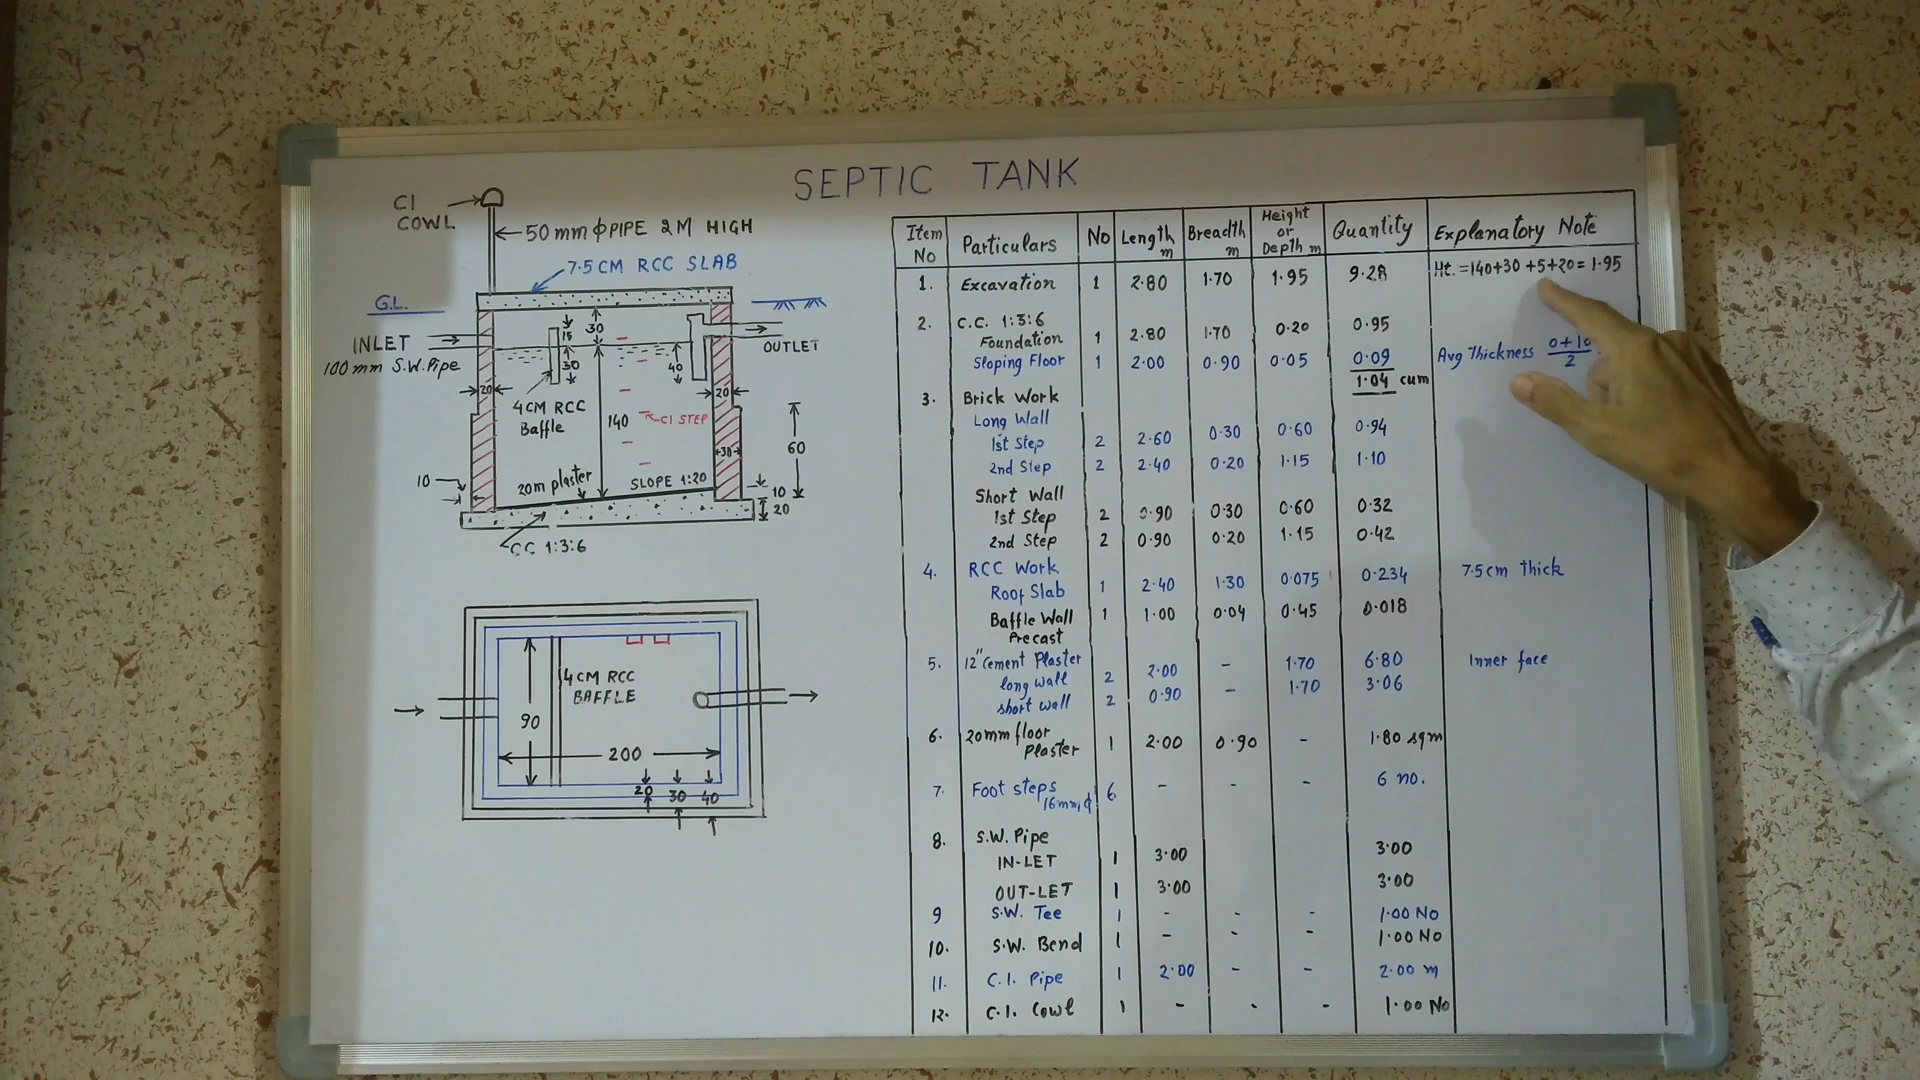 SEPTIC TANK
CI
COWL
50 mm ϕ PIPE 2M HIGH
7.5 CM RCC SLAB
G.L.
INLET
100 mm S.W. Pipe
OUTLET
15
30
30
40
20
20
4CM RCC
Baffle
140
CI STEP
30
60
10
20m plaster
SLOPE 1:20
10
20
CC 1:3:6
4CM RCC
BAFFLE
90
200
20 30 40
Item No Particulars No Length m Breadth m Height or Depth m Quantity Explanatory Note
1. Excavation 1 2.80 1.70 1.95 9.28 Ht. = 140+30+5+20 = 1.95
2. C.C. 1:3:6
Foundation 1 2.80 1.70 0.20 0.95
Sloping Floor 1 2.00 0.90 0.05 0.09 Avg Thickness 0+10/2
1.04 cum
3. Brick Work
Long Wall
1st Step 2 2.60 0.30 0.60 0.94
2nd Step 2 2.40 0.20 1.15 1.10
Short Wall
1st Step 2 0.90 0.30 0.60 0.32
2nd Step 2 0.90 0.20 1.15 0.42
4. RCC Work
Roof Slab 1 2.40 1.30 0.075 0.234 7.5 cm thick
Baffle Wall 1 1.00 0.04 0.45 0.018
Precast
5. 12" Cement Plaster
long wall 2 2.00 - 1.70 6.80 Inner face
short wall 2 0.90 - 1.70 3.06
6. 20mm floor
Plaster 1 2.00 0.90 - 1.80 sqm
7. Foot steps 6 - - - 6 no.
16mm ϕ
8. S.W. Pipe
IN-LET 1 3.00 3.00
OUT-LET 1 3.00 3.00
9 S.W. Tee 1 - - - 1.00 No
10. S.W. Bend 1 - - - 1.00 No
11. C.I. Pipe 1 2.00 - - 2.00 m
12. C.I. Cowl 1 - - - 1.00 No